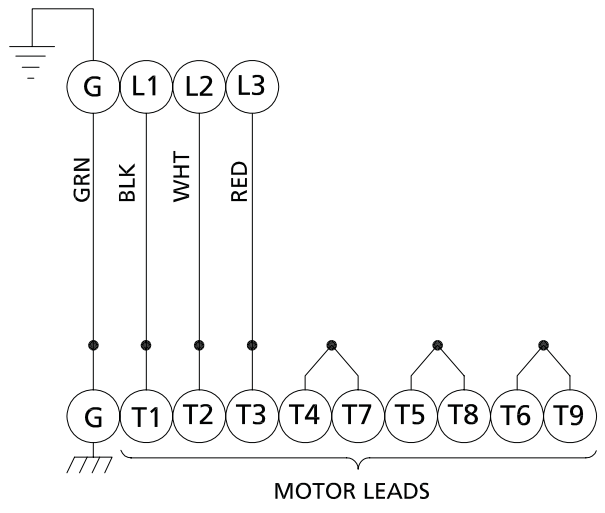 G L1 L2 L3
GRN BLK WHT RED
G T1 T2 T3 T4 T7 T5 T8 T6 T9
MOTOR LEADS